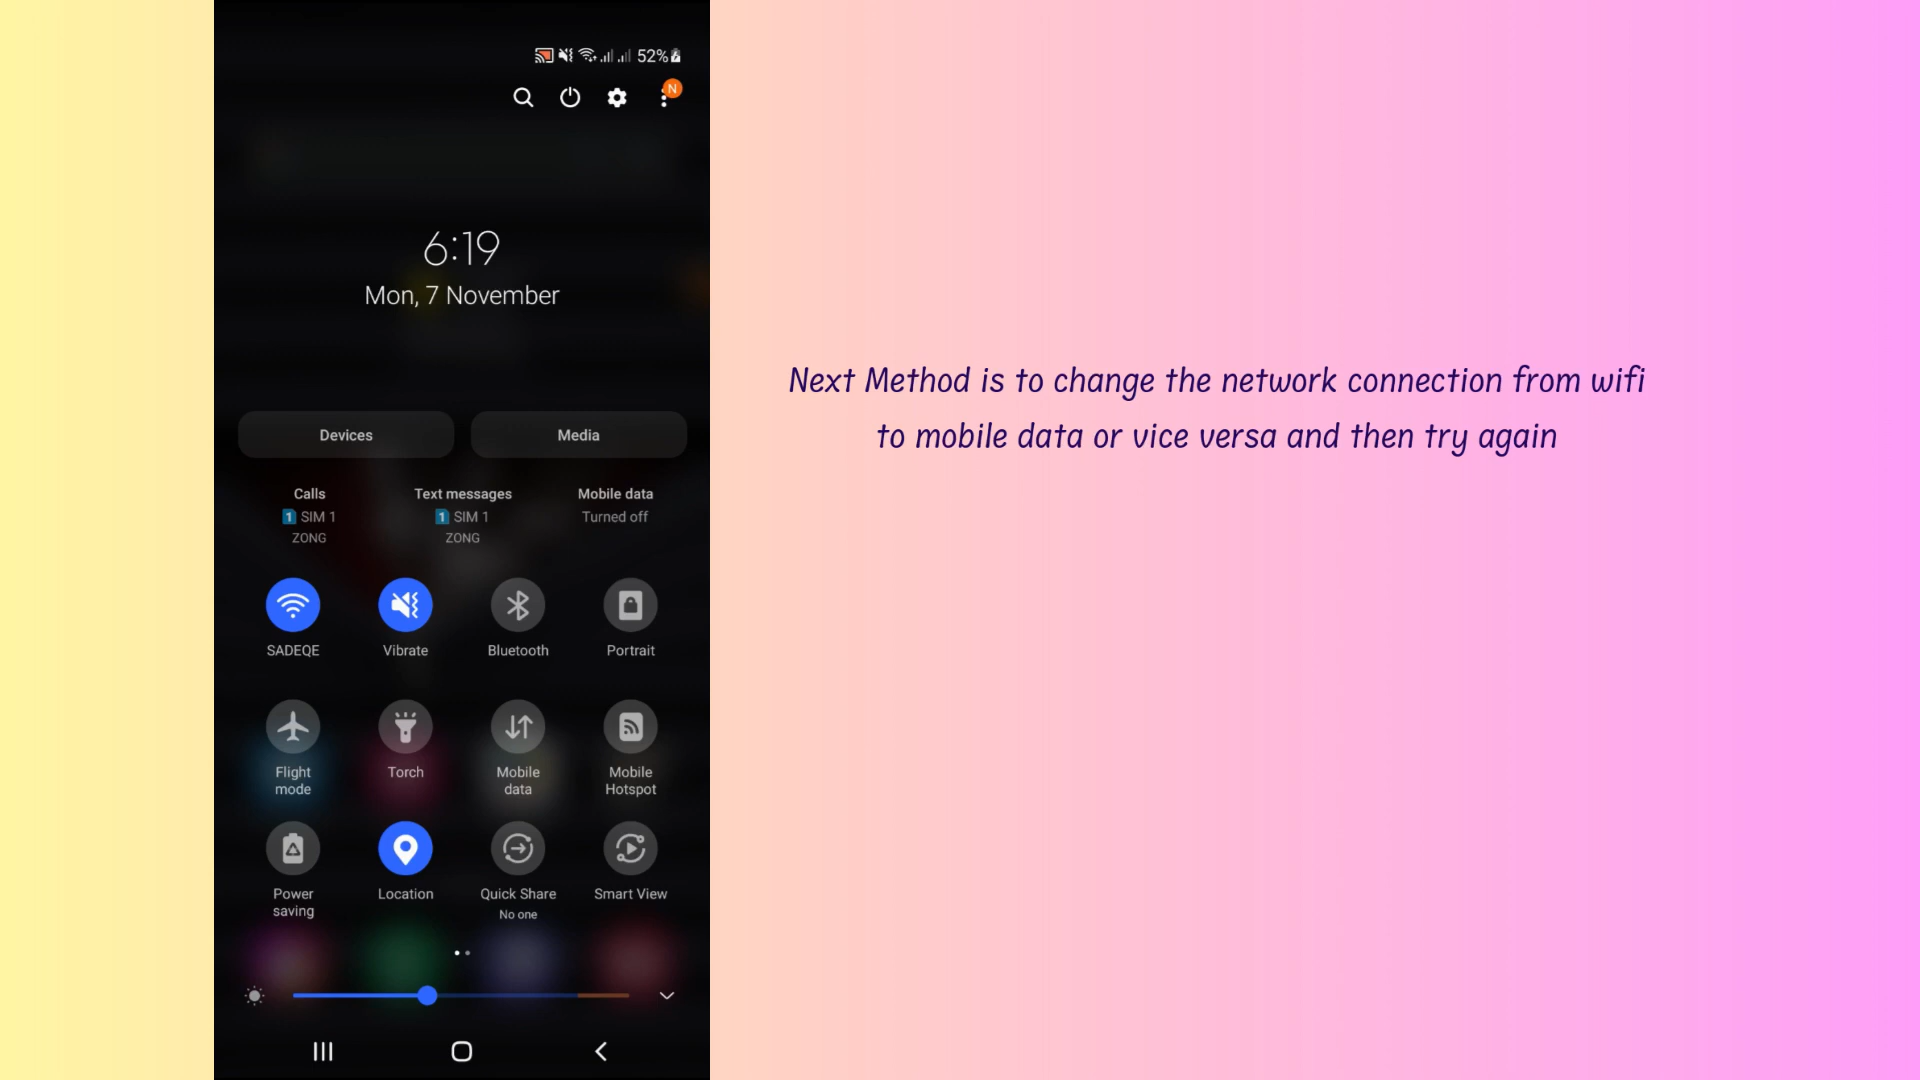 52%
N
6:19
Mon, 7 November
Devices
Media
Calls
1 SIM 1
ZONG
Text messages
1 SIM 1
ZONG
Mobile data
Turned off
SADEQE
Vibrate
Bluetooth
Portrait
Flight
mode
Torch
Mobile
data
Mobile
Hotspot
Power
saving
Location
Quick Share
No one
Smart View
Next Method is to change the network connection from wifi
to mobile data or vice versa and then try again